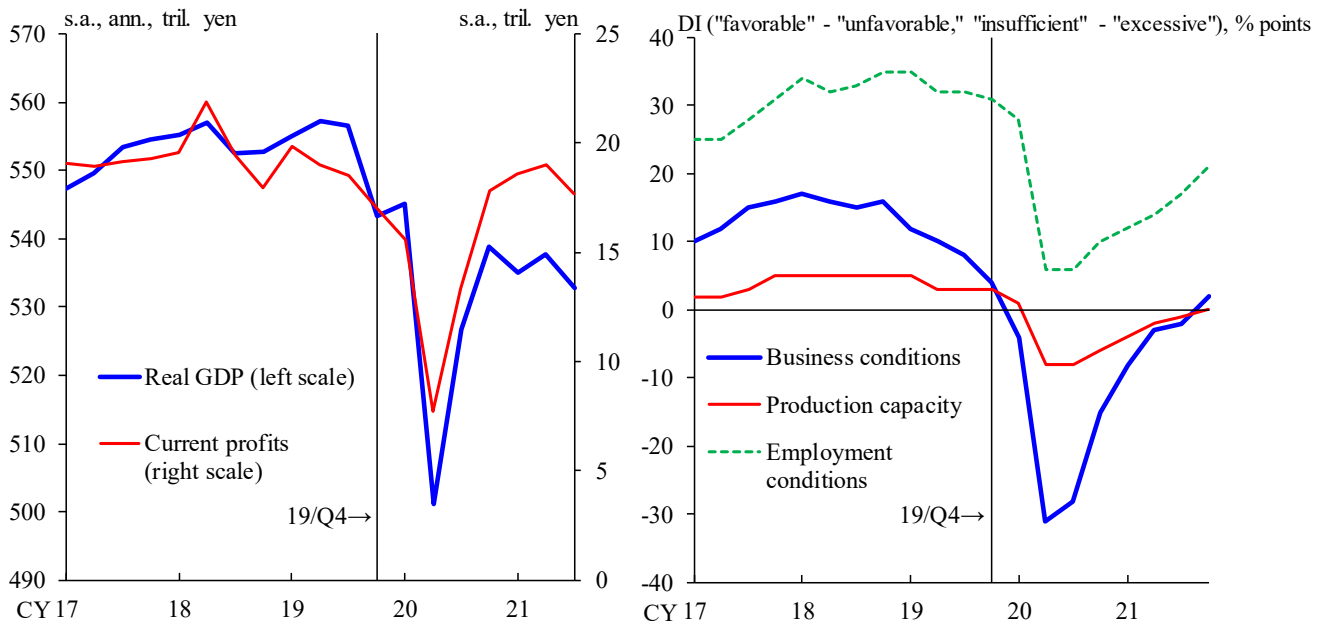 s.a., ann., tril. yen
s.a., tril. yen
570
560
550
540
530
520
510
500
490
25
20
15
10
5
0
Real GDP (left scale)
Current profits
(right scale)
19/Q4→
CY 17
18
19
20
21
DI ("favorable" - "unfavorable," "insufficient" - "excessive"), % points
40
30
20
10
0
-10
-20
-30
-40
Business conditions
Production capacity
Employment
conditions
19/Q4→
CY 17
18
19
20
21